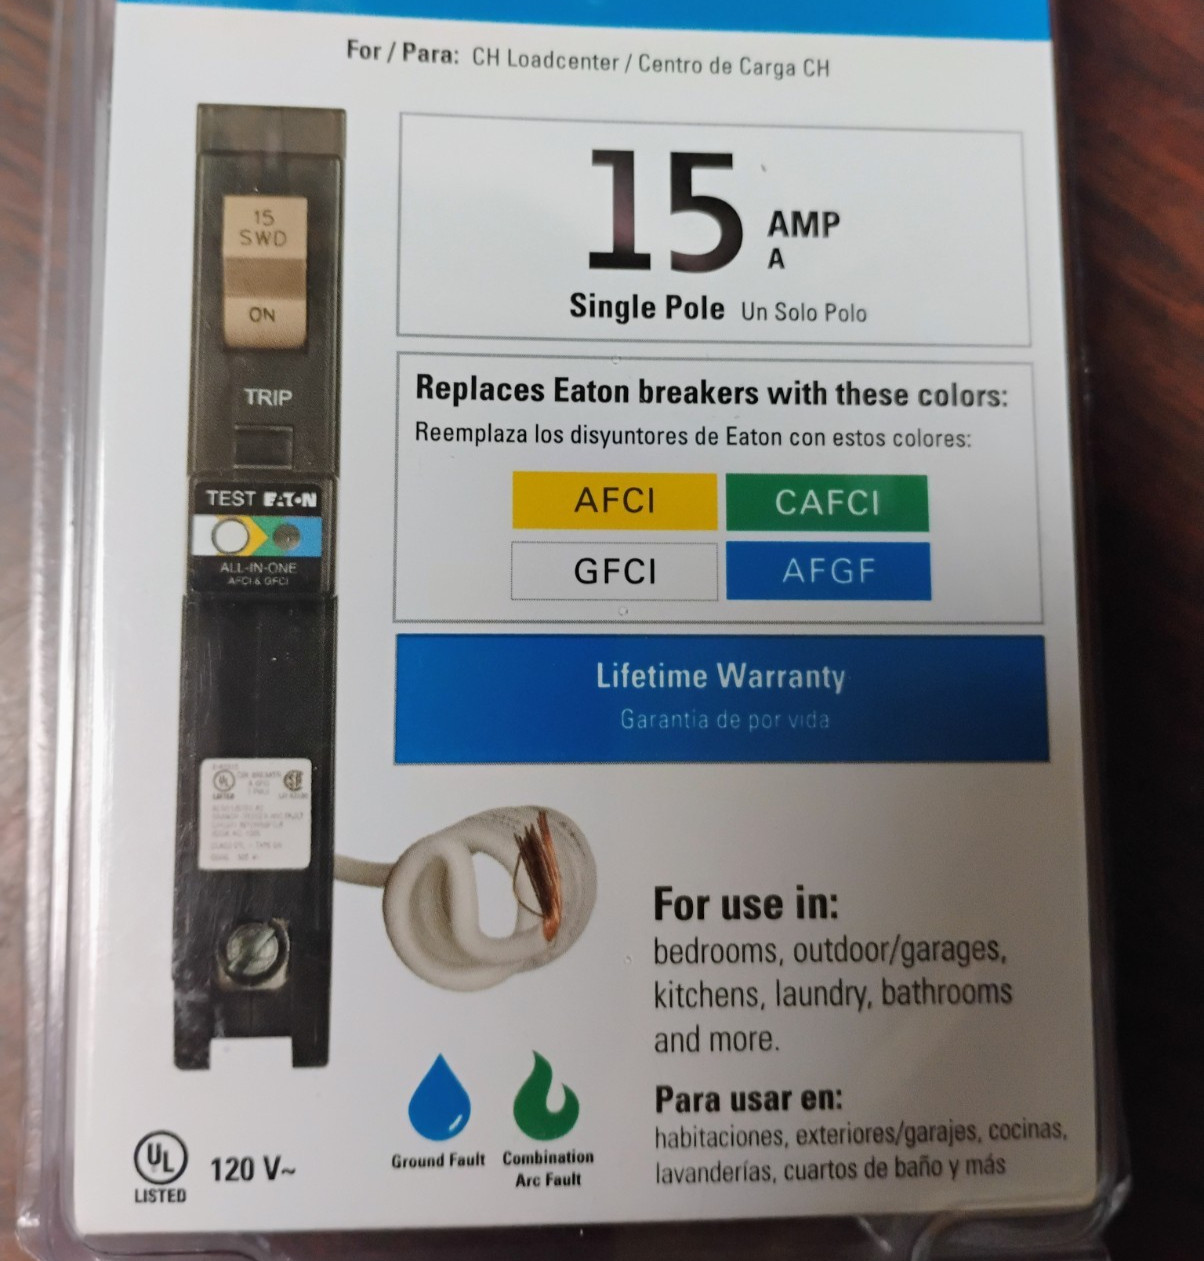 For / Para: CH Loadcenter / Centro de Carga CH
15
SWD
ON
TRIP
TEST EATON
ALL-IN-ONE
AFCI & GFCI
UL
LISTED
15 AMP
A
Single Pole Un Solo Polo
Replaces Eaton breakers with these colors:
Reemplaza los disyuntores de Eaton con estos colores:
AFCI CAFCI
GFCI AFGF
Lifetime Warranty
Garantia de por vida
For use in:
bedrooms, outdoor/garages,
kitchens, laundry, bathrooms
and more.
Para usar en:
habitaciones, exteriores/garajes, cocinas,
lavanderías, cuartos de baño y más
Ground Fault
Combination
Arc Fault
UL
LISTED
120 V~